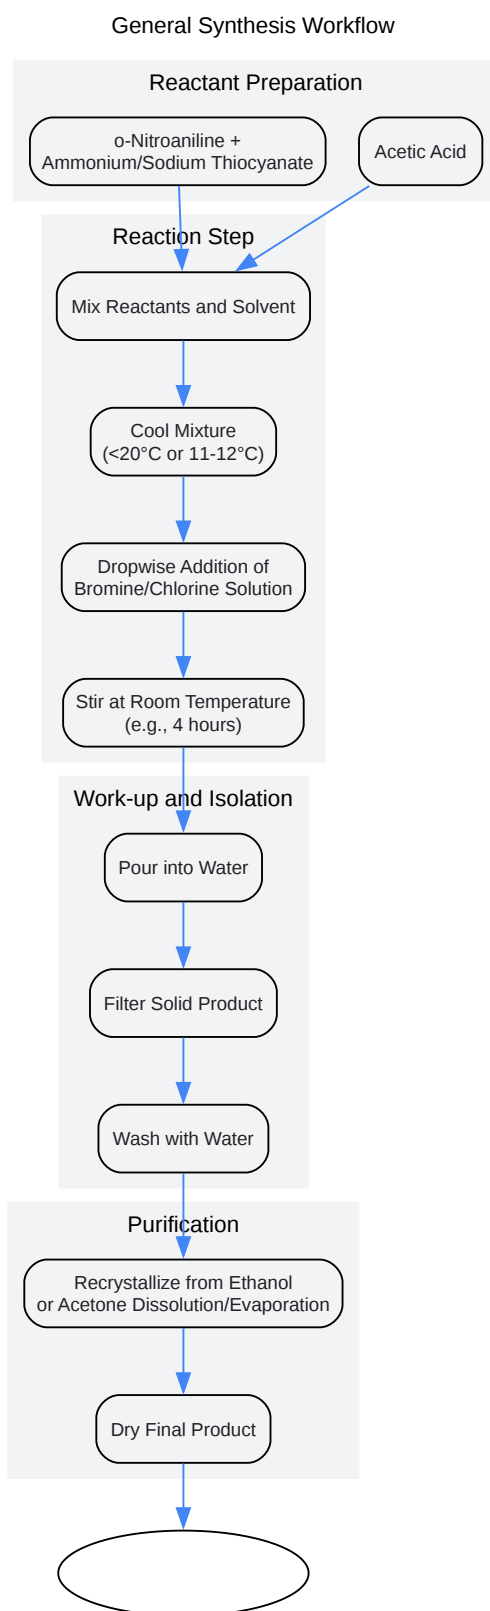 General Synthesis Workflow
Reactant Preparation
o-Nitroaniline +
Ammonium/Sodium Thiocyanate
Acetic Acid
Reaction Step
Mix Reactants and Solvent
Cool Mixture
(<20°C or 11-12°C)
Dropwise Addition of
Bromine/Chlorine Solution
Stir at Room Temperature
(e.g., 4 hours)
Work-up and Isolation
Pour into Water
Filter Solid Product
Wash with Water
Purification
Recrystallize from Ethanol
or Acetone Dissolution/Evaporation
Dry Final Product